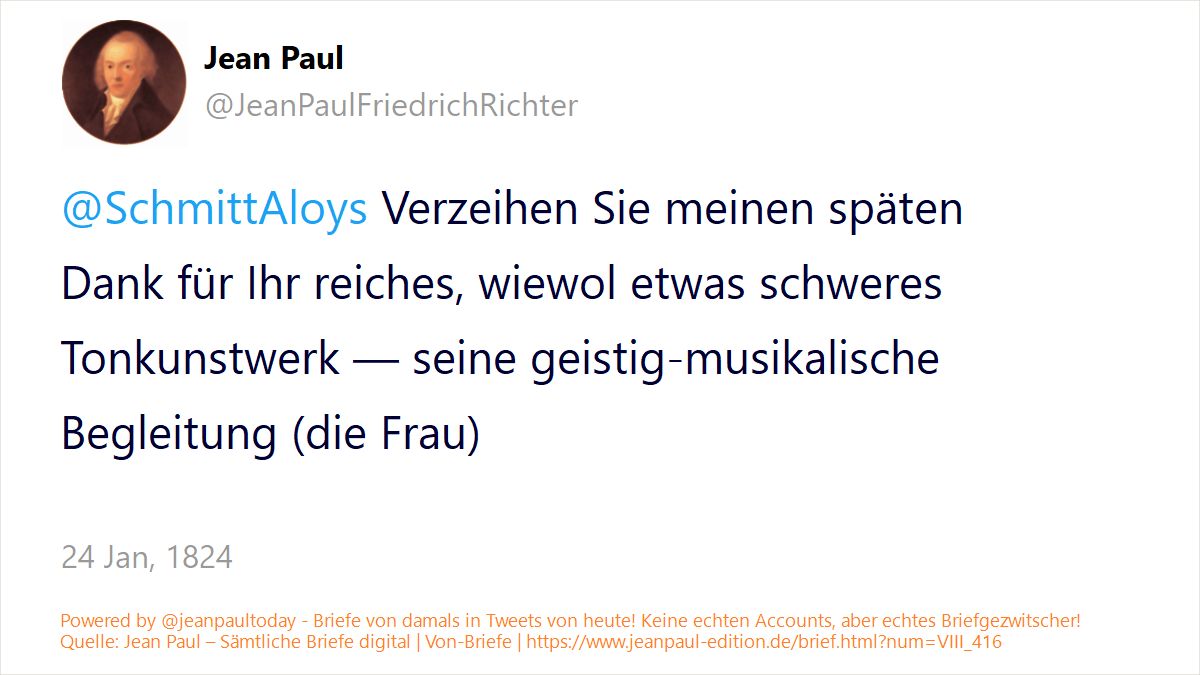 Jean Paul
@JeanPaulFriedrichRichter
@SchmittAloys Verzeihen Sie meinen späten
Dank für Ihr reiches, wiewol etwas schweres
Tonkunstwerk — seine geistig-musikalische
Begleitung (die Frau)
24 Jan, 1824
Powered by @jeanpaultoday - Briefe von damals in Tweets von heute! Keine echten Accounts, aber echtes Briefgezwitscher!
Quelle: Jean Paul – Sämtliche Briefe digital | Von-Briefe | https://www.jeanpaul-edition.de/brief.html?num=VIII_416